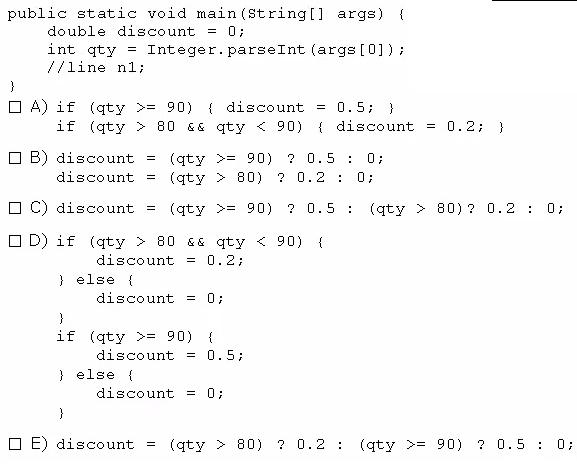 public static void main(String[] args) {
    double discount = 0;
    int qty = Integer.parseInt(args[0]);
    //line n1;
}
A) if (qty >= 90) { discount = 0.5; }
   if (qty > 80 && qty < 90) { discount = 0.2; }
B) discount = (qty >= 90) ? 0.5 : 0;
   discount = (qty > 80) ? 0.2 : 0;
C) discount = (qty >= 90) ? 0.5 : (qty > 80)? 0.2 : 0;
D) if (qty > 80 && qty < 90) {
       discount = 0.2;
   } else {
       discount = 0;
   }
   if (qty >= 90) {
       discount = 0.5;
   } else {
       discount = 0;
   }
E) discount = (qty > 80) ? 0.2 : (qty >= 90) ? 0.5 : 0;